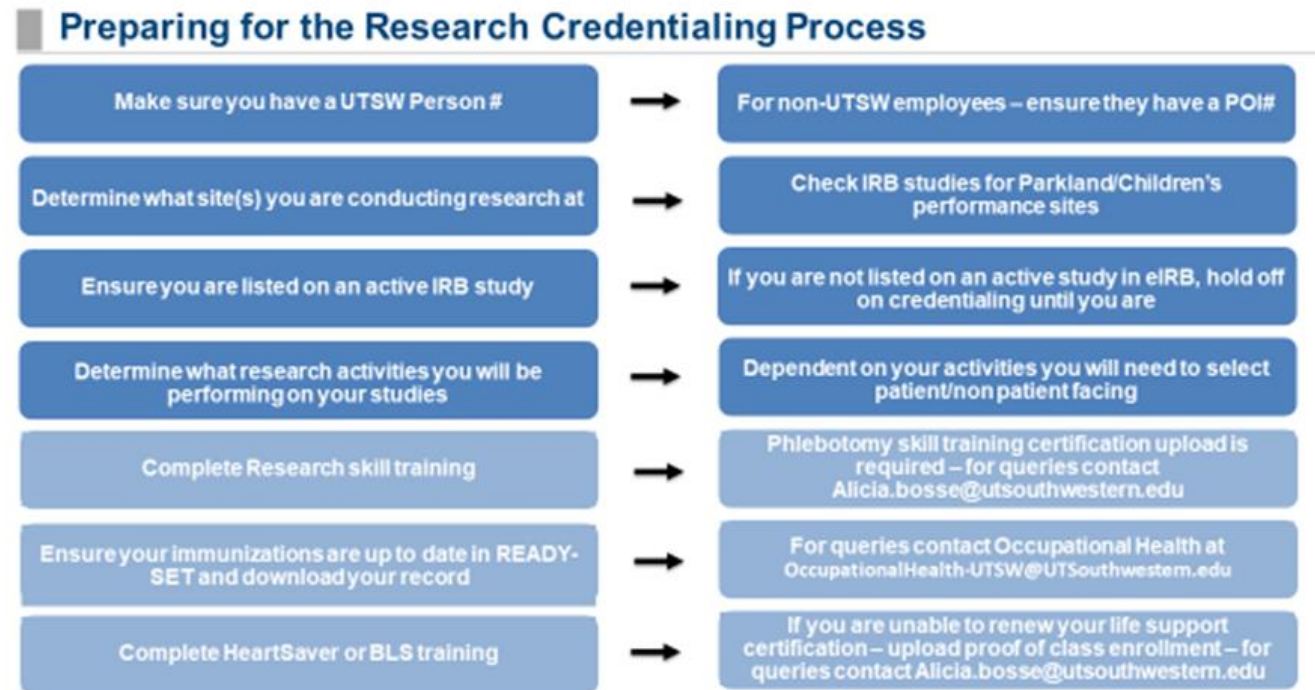 Preparing for the Research Credentialing Process
Make sure you have a UTSW Person #
For non-UTSW employees – ensure they have a POI#
Determine what site(s) you are conducting research at
Check IRB studies for Parkland/Children's
performance sites
Ensure you are listed on an active IRB study
If you are not listed on an active study in eIRB, hold off
on credentialing until you are
Determine what research activities you will be
performing on your studies
Dependent on your activities you will need to select
patient/non patient facing
Complete Research skill training
Phlebotomy skill training certification upload is
required – for queries contact
Alicia.bosse@utsouthwestern.edu
Ensure your immunizations are up to date in READY-
SET and download your record
For queries contact Occupational Health at
OccupationalHealth-UTSW@UTSouthwestern.edu
Complete HeartSaver or BLS training
If you are unable to renew your life support
certification – upload proof of class enrollment – for
queries contact Alicia.bosse@utsouthwestern.edu